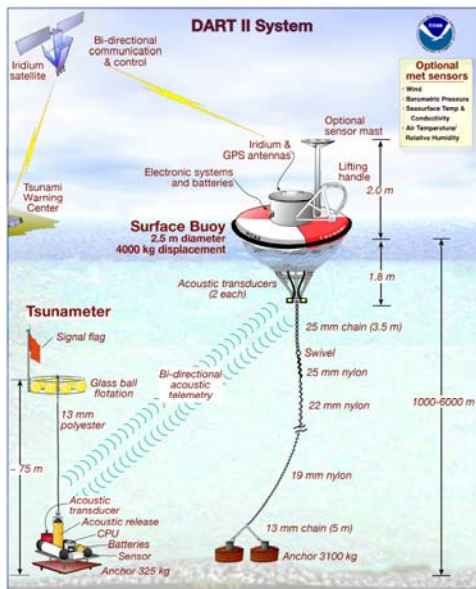 DART II System
Bi-directional
communication
& control
Iridium
satellite
NOAA
Optional
met sensors
· Wind
· Barometric Pressure
· Seasurface Temp &
Conductivity
· Air Temperature/
Relative Humidity
Optional
sensor mast
Iridium &
GPS antennas
Lifting
handle
Electronic systems
and batteries
2.0 m
Tsunami
Warning
Center
Surface Buoy
2.5 m diameter
4000 kg displacement
1.8 m
Acoustic transducers
(2 each)
Tsunameter
Signal flag
25 mm chain (3.5 m)
Swivel
Bi-directional
acoustic
telemetry
25 mm nylon
Glass ball
flotation
22 mm nylon
1000-6000 m
13 mm
polyester
~ 75 m
19 mm nylon
Acoustic
transducer
Acoustic release
CPU
Batteries
Sensor
Anchor 325 kg
13 mm chain (5 m)
Anchor 3100 kg